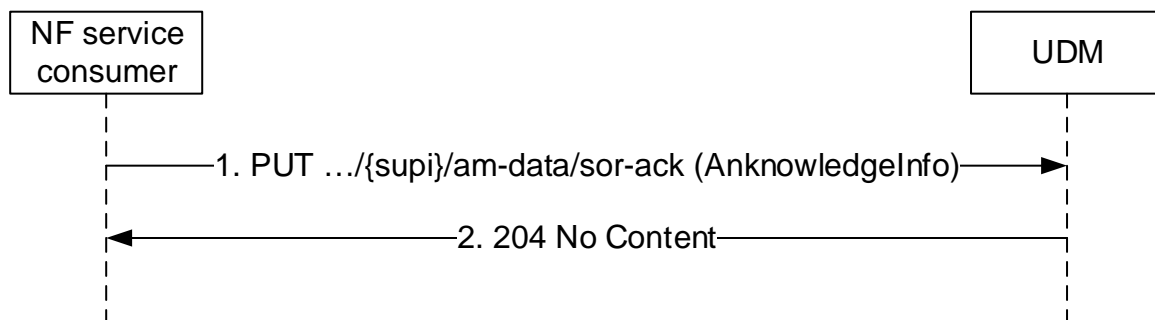 NF service
consumer
UDM
1. PUT …/{supi}/am-data/sor-ack (AnknowledgeInfo)
2. 204 No Content